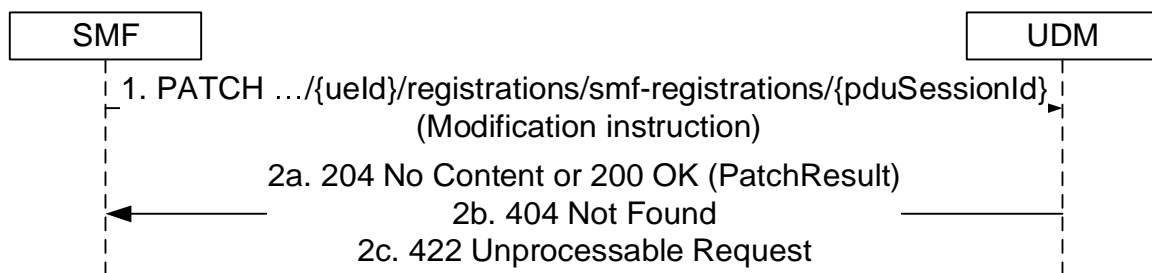 SMF
UDM
1. PATCH …/{ueId}/registrations/smf-registrations/{pduSessionId}
(Modification instruction)
2a. 204 No Content or 200 OK (PatchResult)
2b. 404 Not Found
2c. 422 Unprocessable Request